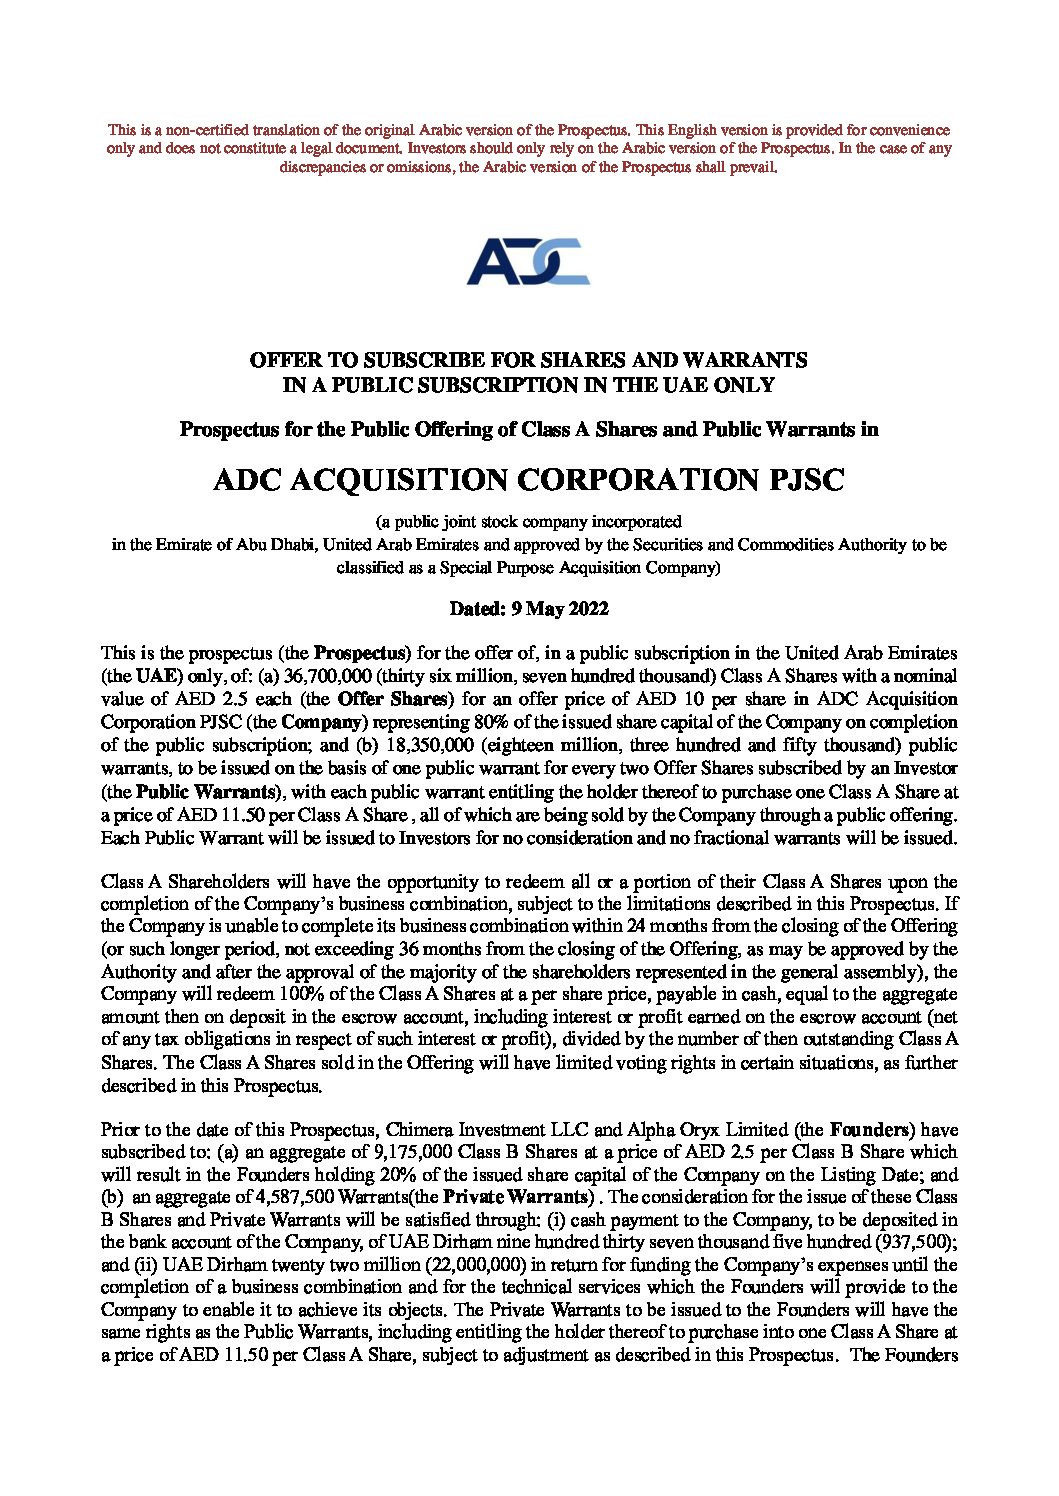 This is a non-certified translation of the original Arabic version of the Prospectus. This English version is provided for convenience
only and does not constitute a legal document. Investors should only rely on the Arabic version of the Prospectus. In the case of any
discrepancies or omissions, the Arabic version of the Prospectus shall prevail.
ADC
OFFER TO SUBSCRIBE FOR SHARES AND WARRANTS
IN A PUBLIC SUBSCRIPTION IN THE UAE ONLY
Prospectus for the Public Offering of Class A Shares and Public Warrants in
ADC ACQUISITION CORPORATION PJSC
(a public joint stock company incorporated
in the Emirate of Abu Dhabi, United Arab Emirates and approved by the Securities and Commodities Authority to be
classified as a Special Purpose Acquisition Company)
Dated: 9 May 2022
This is the prospectus (the Prospectus) for the offer of, in a public subscription in the United Arab Emirates
(the UAE) only, of: (a) 36,700,000 (thirty six million, seven hundred thousand) Class A Shares with a nominal
value of AED 2.5 each (the Offer Shares) for an offer price of AED 10 per share in ADC Acquisition
Corporation PJSC (the Company) representing 80% of the issued share capital of the Company on completion
of the public subscription; and (b) 18,350,000 (eighteen million, three hundred and fifty thousand) public
warrants, to be issued on the basis of one public warrant for every two Offer Shares subscribed by an Investor
(the Public Warrants), with each public warrant entitling the holder thereof to purchase one Class A Share at
a price of AED 11.50 per Class A Share , all of which are being sold by the Company through a public offering.
Each Public Warrant will be issued to Investors for no consideration and no fractional warrants will be issued.
Class A Shareholders will have the opportunity to redeem all or a portion of their Class A Shares upon the
completion of the Company's business combination, subject to the limitations described in this Prospectus. If
the Company is unable to complete its business combination within 24 months from the closing of the Offering
(or such longer period, not exceeding 36 months from the closing of the Offering, as may be approved by the
Authority and after the approval of the majority of the shareholders represented in the general assembly), the
Company will redeem 100% of the Class A Shares at a per share price, payable in cash, equal to the aggregate
amount then on deposit in the escrow account, including interest or profit earned on the escrow account (net
of any tax obligations in respect of such interest or profit), divided by the number of then outstanding Class A
Shares. The Class A Shares sold in the Offering will have limited voting rights in certain situations, as further
described in this Prospectus.
Prior to the date of this Prospectus, Chimera Investment LLC and Alpha Oryx Limited (the Founders) have
subscribed to: (a) an aggregate of 9,175,000 Class B Shares at a price of AED 2.5 per Class B Share which
will result in the Founders holding 20% of the issued share capital of the Company on the Listing Date; and
(b) an aggregate of 4,587,500 Warrants(the Private Warrants) . The consideration for the issue of these Class
B Shares and Private Warrants will be satisfied through: (i) cash payment to the Company, to be deposited in
the bank account of the Company, of UAE Dirham nine hundred thirty seven thousand five hundred (937,500);
and (ii) UAE Dirham twenty two million (22,000,000) in return for funding the Company's expenses until the
completion of a business combination and for the technical services which the Founders will provide to the
Company to enable it to achieve its objects. The Private Warrants to be issued to the Founders will have the
same rights as the Public Warrants, including entitling the holder thereof to purchase into one Class A Share at
a price of AED 11.50 per Class A Share, subject to adjustment as described in this Prospectus. The Founders